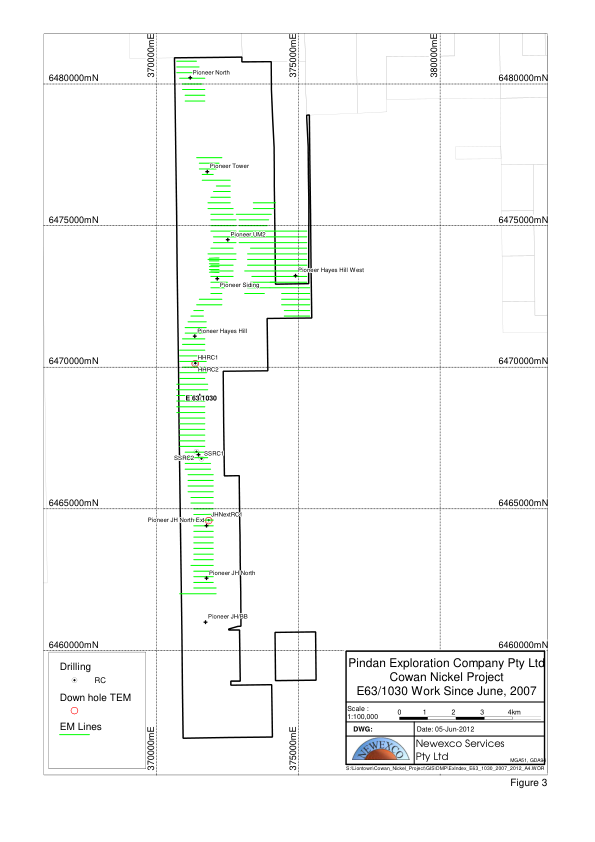 370000mE
375000mE
380000mE
6480000mN
6480000mN
Pioneer North
Pioneer Tower
6475000mN
6475000mN
Pioneer UM2
Pioneer Hayes Hill West
Pioneer Siding
Pioneer Hayes Hill
HHRC1
6470000mN
6470000mN
HHRC2
E 63/1030
SSRC1
SSRC2
6465000mN
6465000mN
Pioneer JH North Ext
Pioneer JH North
Pioneer JH/BB
6460000mN
6460000mN
Drilling
RC
Down hole TEM
EM Lines
370000mE
375000mE
Pindan Exploration Company Pty Ltd
Cowan Nickel Project
E63/1030 Work Since June, 2007
Scale :
1:100,000
0 1 2 3 4km
DWG:
Date: 05-Jun-2012
NEWEXCO
Newexco Services
Pty Ltd
MGA51, GDA94
S:\Liontown\Cowan_Nickel_Project\GIS\DMP\Exindex_E63_1030_2007_2012_A4.WOR
Figure 3